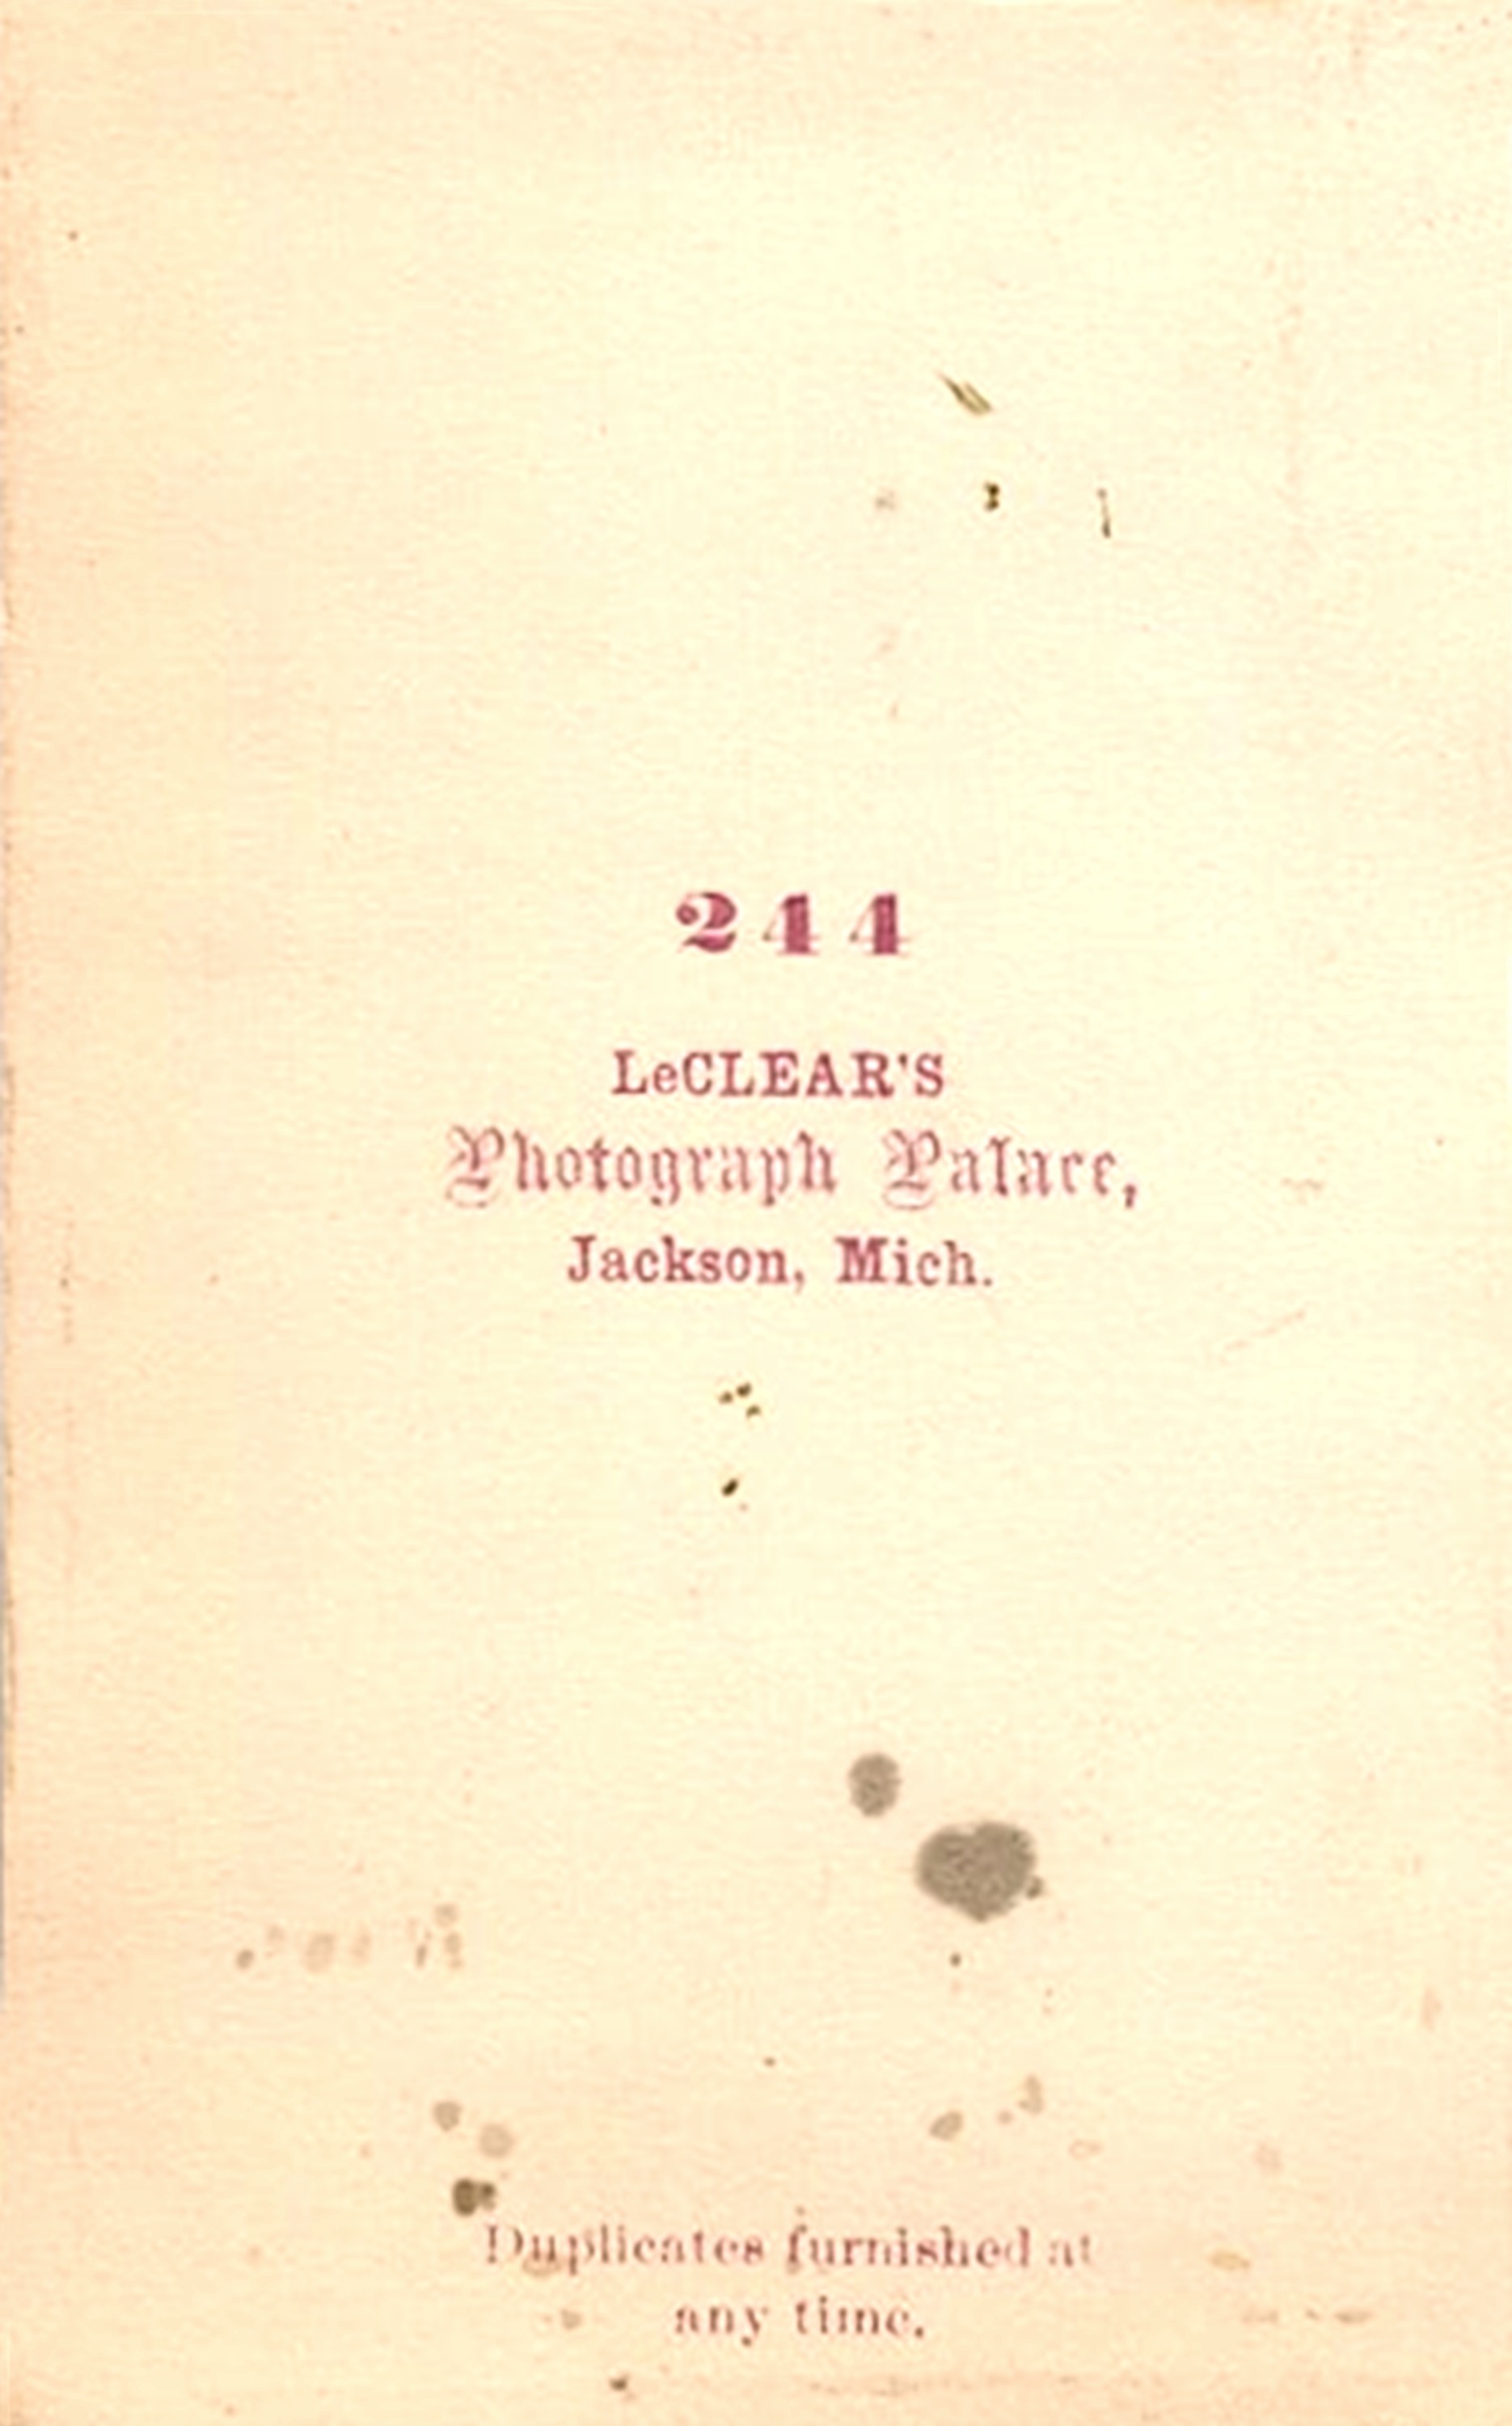 244
LeCLEAR'S
Photograph Palace,
Jackson, Mich.
Duplicates furnished at
any time.